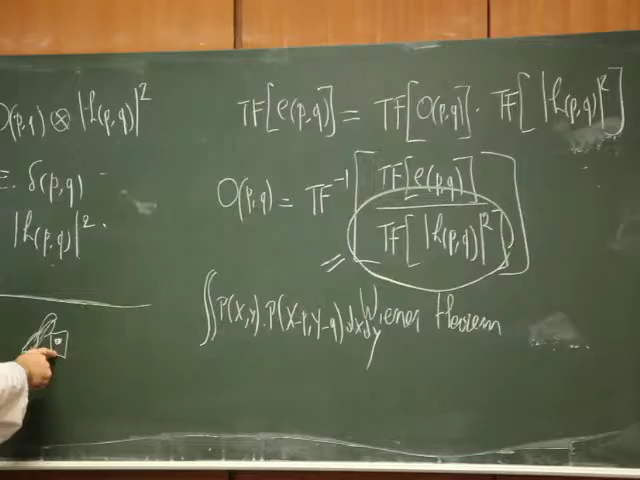 O(p,q) ⊗ |h(p,q)|²
E. δ(p,q)
|h(p,q)|².
TF[e(p,q)] = TF[O(p,q)] · TF[|h(p,q)|²]
O(p,q) = TF⁻¹ [ TF[e(p,q)] / TF[|h(p,q)|²] ]
∬ P(x,y) . P(x-p, y-q) dxdy Wiener theorem